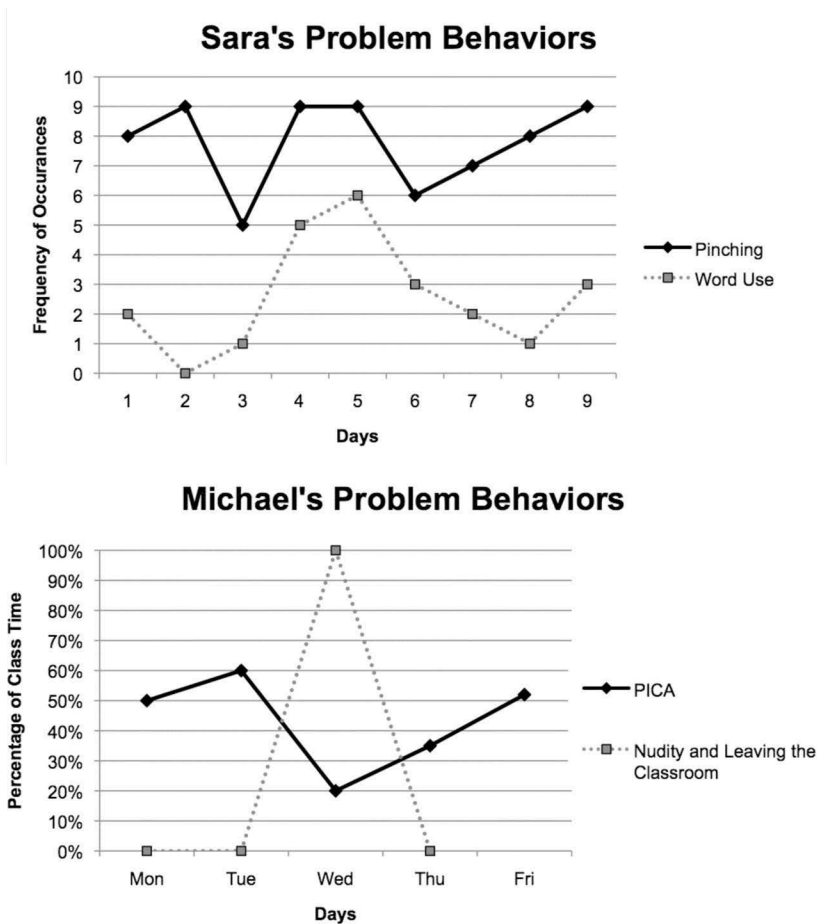 Sara's Problem Behaviors
10
9
8
7
6
5
4
3
2
1
0
Frequency of Occurances
1 2 3 4 5 6 7 8 9
Days
Pinching
Word Use
Michael's Problem Behaviors
100%
90%
80%
70%
60%
50%
40%
30%
20%
10%
0%
Percentage of Class Time
Mon Tue Wed Thu Fri
Days
PICA
Nudity and Leaving the
Classroom